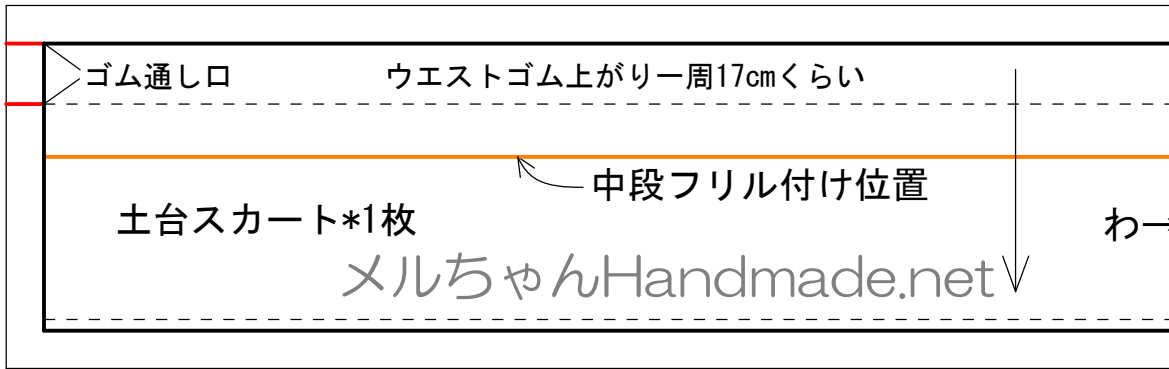 ゴム通し口
ウエストゴム上がり一周17cmくらい
中段フリル付け位置
土台スカート*1枚
わ→
メルちゃんHandmade.net